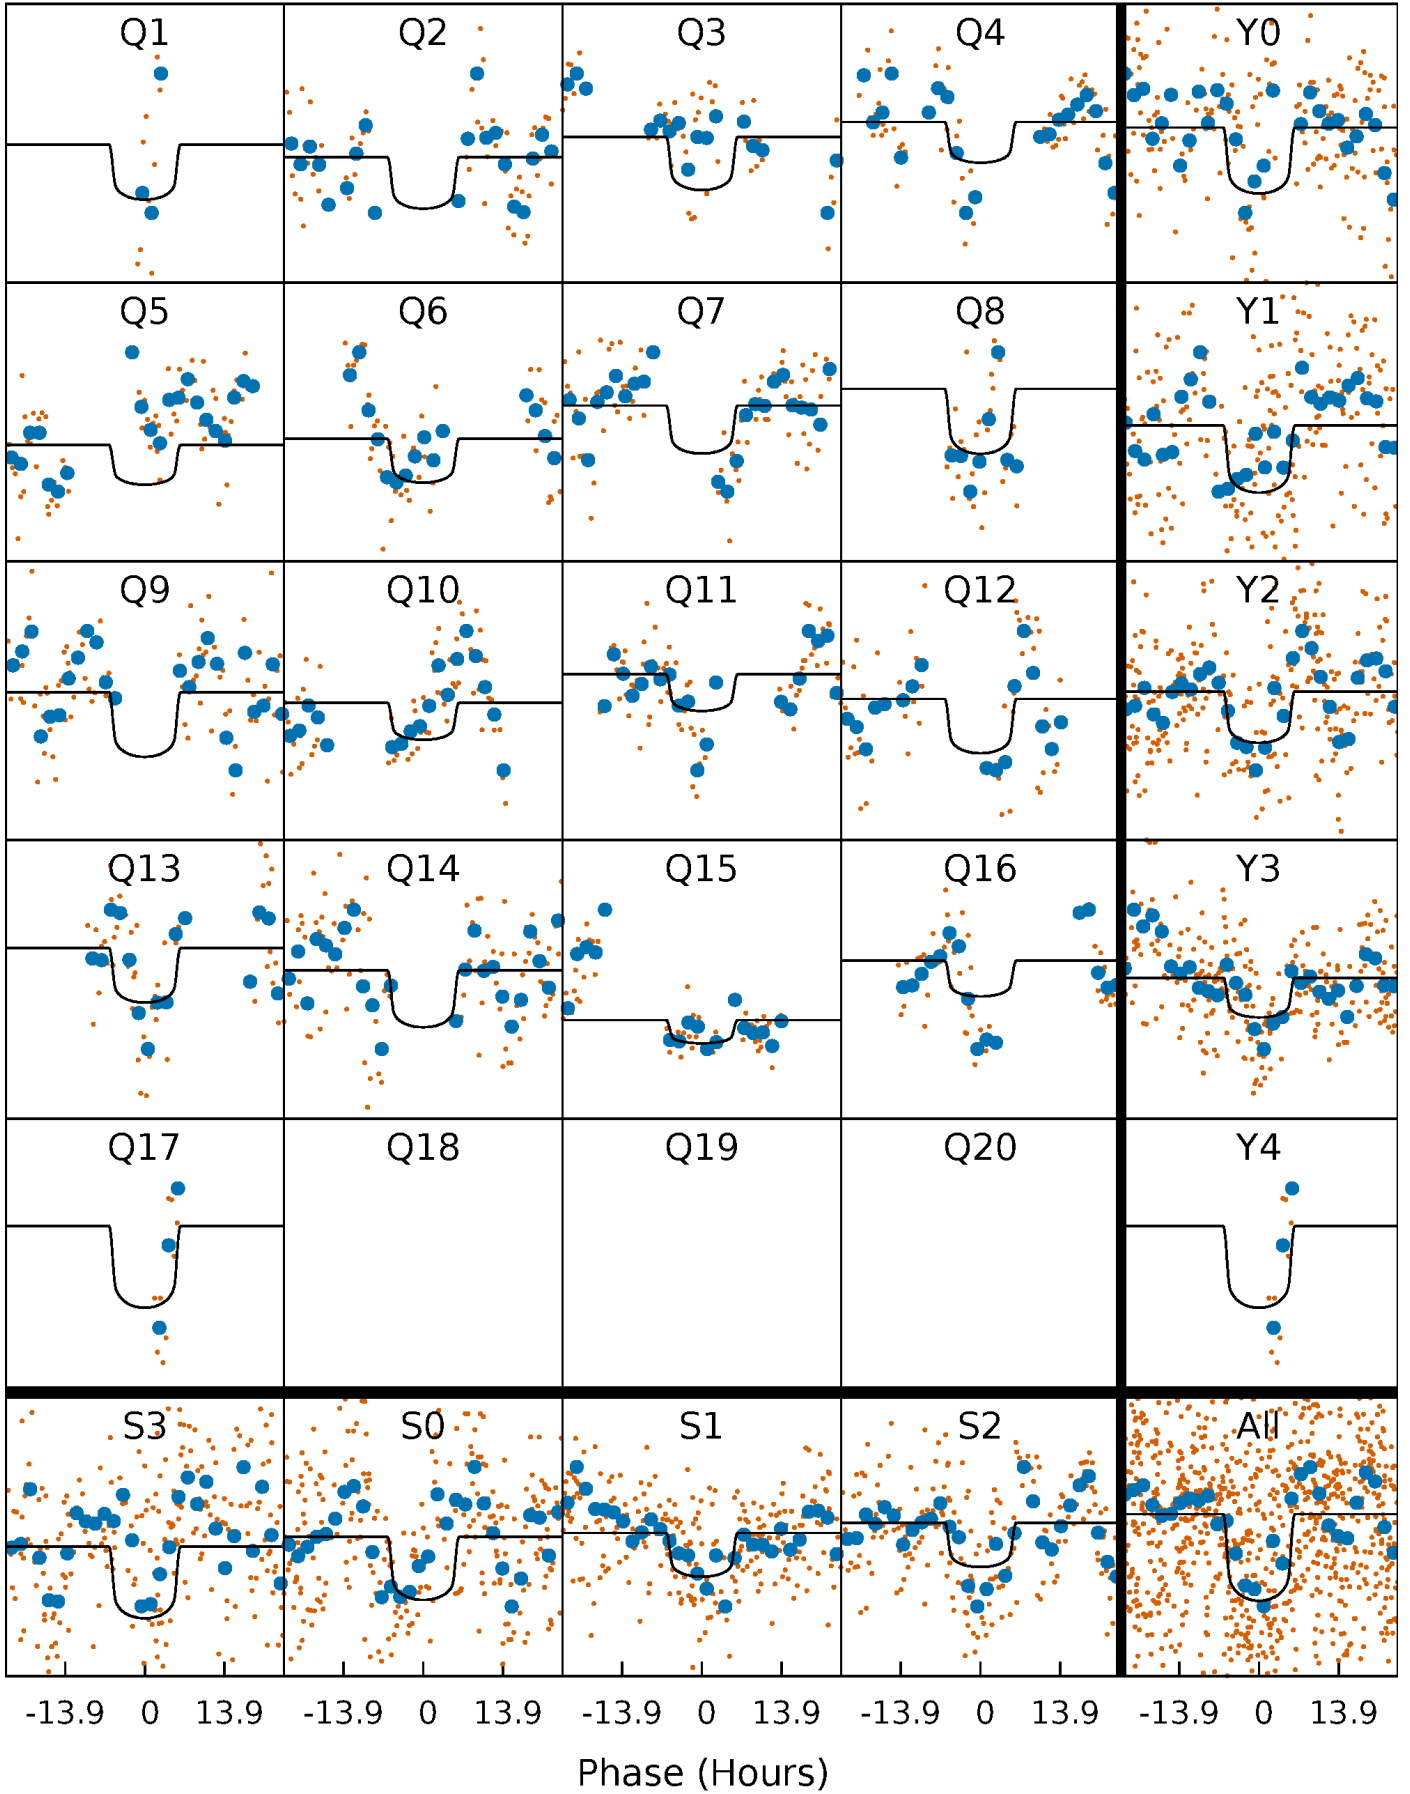 Q1 Q2 Q3 Q4 Y0
Q5 Q6 Q7 Q8 Y1
Q9 Q10 Q11 Q12 Y2
Q13 Q14 Q15 Q16 Y3
Q17 Q18 Q19 Q20 Y4
S3 S0 S1 S2 All
-13.9 0 13.9 -13.9 0 13.9 -13.9 0 13.9 -13.9 0 13.9 -13.9 0 13.9
Phase (Hours)